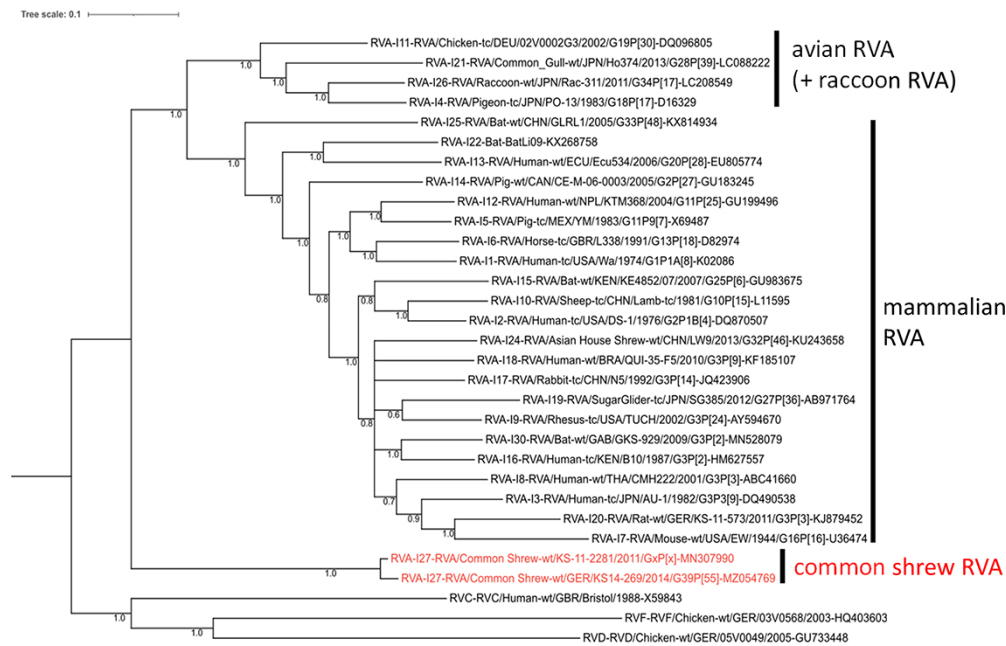 Tree scale: 0.1
RVA-I11-RVA/Chicken-tc/DEU/02V0002G3/2002/G19P[30]-DQ096805
RVA-I21-RVA/Common_Gull-wt/JPN/Ho374/2013/G28P[39]-LC088222
RVA-I26-RVA/Raccoon-wt/JPN/Rac-311/2011/G34P[17]-LC208549
RVA-I4-RVA/Pigeon-tc/JPN/PO-13/1983/G18P[17]-D16329
avian RVA
(+ raccoon RVA)
RVA-I25-RVA/Bat-wt/CHN/GLRL1/2005/G33P[48]-KX814934
RVA-I22-Bat-BatLi09-KX268758
RVA-I13-RVA/Human-wt/ECU/Ecu534/2006/G20P[28]-EU805774
RVA-I14-RVA/Pig-wt/CAN/CE-M-06-0003/2005/G2P[27]-GU183245
RVA-I12-RVA/Human-wt/NPL/KTM368/2004/G11P[25]-GU199496
RVA-I5-RVA/Pig-tc/MEX/YM/1983/G11P9[7]-X69487
RVA-I6-RVA/Horse-tc/GBR/L338/1991/G13P[18]-D82974
RVA-I1-RVA/Human-tc/USA/Wa/1974/G1P1A[8]-K02086
RVA-I15-RVA/Bat-wt/KEN/KE4852/07/2007/G25P[6]-GU983675
RVA-I10-RVA/Sheep-tc/CHN/Lamb-tc/1981/G10P[15]-L11595
RVA-I2-RVA/Human-tc/USA/DS-1/1976/G2P1B[4]-DQ870507
RVA-I24-RVA/Asian House Shrew-wt/CHN/LW9/2013/G32P[46]-KU243658
RVA-I18-RVA/Human-wt/BRA/QUI-35-F5/2010/G3P[9]-KF185107
RVA-I17-RVA/Rabbit-tc/CHN/N5/1992/G3P[14]-JQ423906
RVA-I19-RVA/SugarGlider-tc/JPN/SG385/2012/G27P[36]-AB971764
RVA-I9-RVA/Rhesus-tc/USA/TUCH/2002/G3P[24]-AY594670
RVA-I30-RVA/Bat-wt/GAB/GKS-929/2009/G3P[2]-MN528079
RVA-I16-RVA/Human-tc/KEN/B10/1987/G3P[2]-HM627557
RVA-I8-RVA/Human-wt/THA/CMH222/2001/G3P[3]-ABC41660
RVA-I3-RVA/Human-tc/JPN/AU-1/1982/G3P3[9]-DQ490538
RVA-I20-RVA/Rat-wt/GER/KS-11-573/2011/G3P[3]-KJ879452
RVA-I7-RVA/Mouse-wt/USA/EW/1944/G16P[16]-U36474
mammalian
RVA
RVA-I27-RVA/Common Shrew-wt/KS-11-2281/2011/GxP[x]-MN307990
RVA-I27-RVA/Common Shrew-wt/GER/KS14-269/2014/G39P[55]-MZ054769
common shrew RVA
RVC-RVC/Human-wt/GBR/Bristol/1988-X59843
RVF-RVF/Chicken-wt/GER/03V0568/2003-HQ403603
RVD-RVD/Chicken-wt/GER/05V0049/2005-GU733448
1.0
1.0
1.0
1.0
1.0
1.0
1.0
1.0
1.0
1.0
1.0
0.8
0.8
1.0
0.8
0.6
1.0
0.7
0.9
1.0
1.0
1.0
1.0